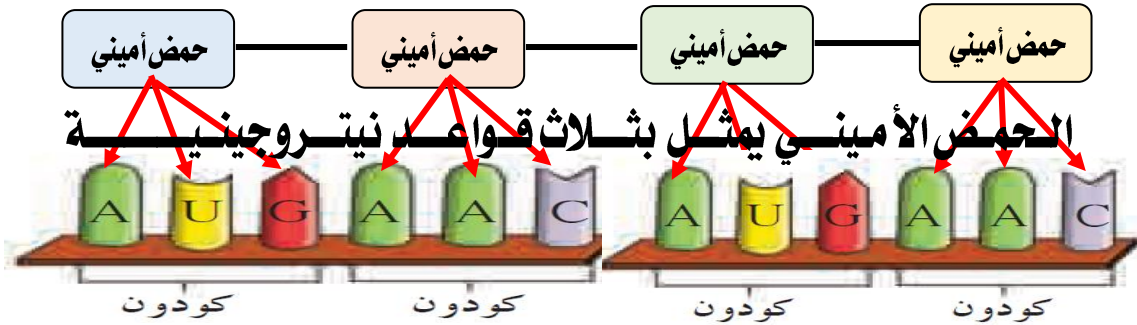 حمض أميني حمض أميني حمض أميني حمض أميني
الحمض الأميني يمثل بثلاث قواعد نيتروجينية
A U G A A C A U G A A C
كودون كودون كودون كودون